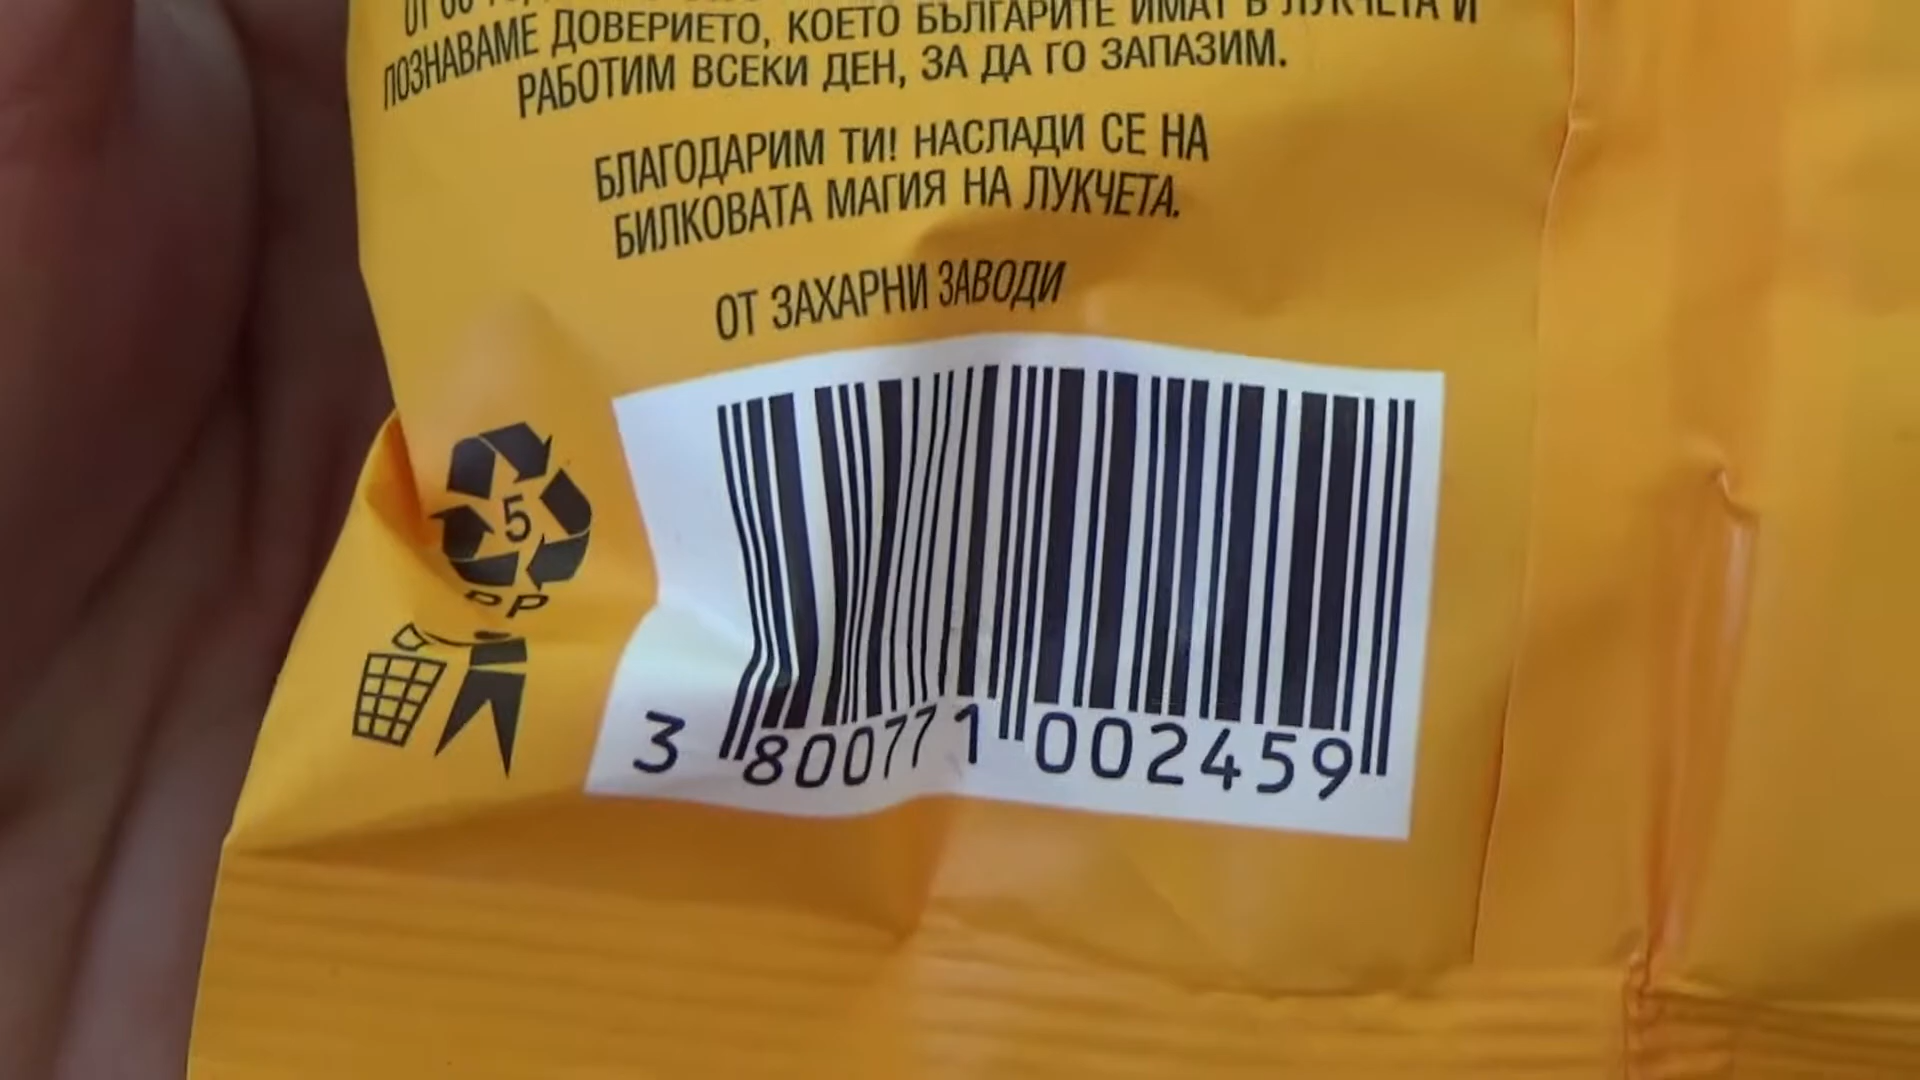 ПОЗНАВАМЕ ДОВЕРИЕТО, КОЕТО БЪЛГАРИТЕ ИМАТ В ЛУКЧЕТА И
РАБОТИМ ВСЕКИ ДЕН, ЗА ДА ГО ЗАПАЗИМ.
БЛАГОДАРИМ ТИ! НАСЛАДИ СЕ НА
БИЛКОВАТА МАГИЯ НА ЛУКЧЕТА.
ОТ ЗАХАРНИ ЗАВОДИ
5
PP
3 800771 002459